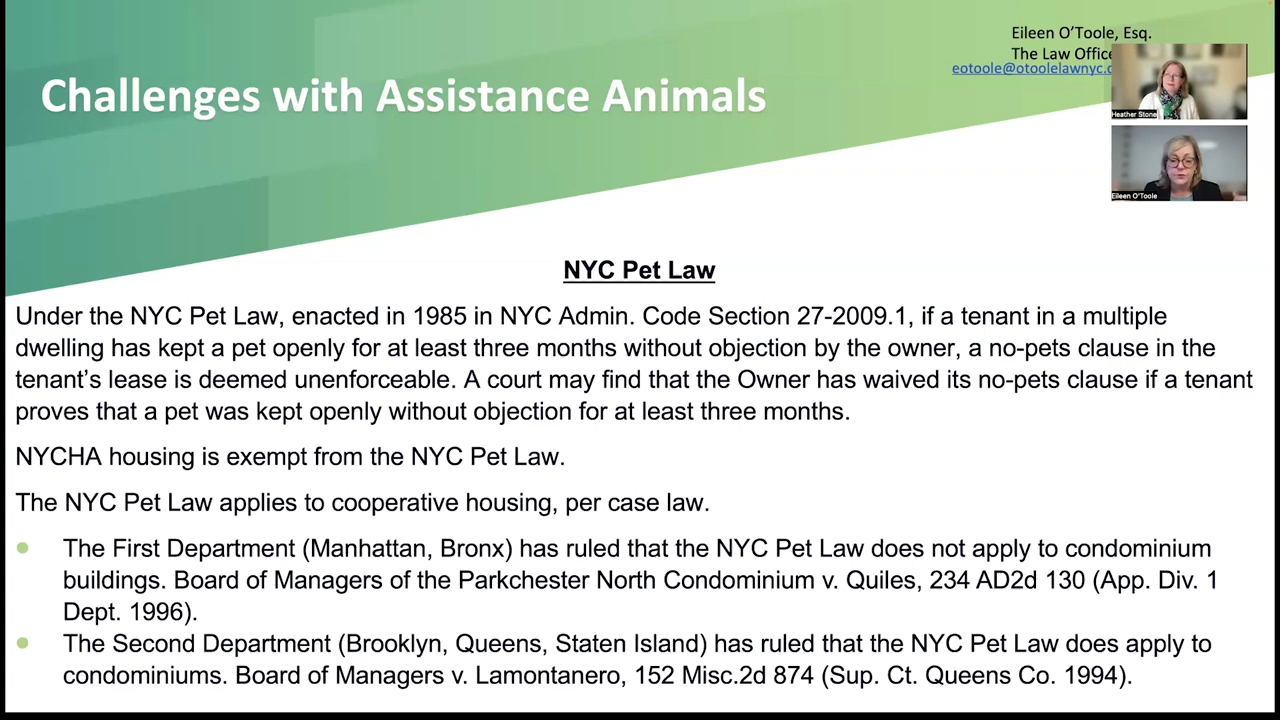 Eileen O'Toole, Esq.
The Law Office
eotoole@otoolelawnyc.
Challenges with Assistance Animals
Heather Stone
Eileen O'Toole
NYC Pet Law
Under the NYC Pet Law, enacted in 1985 in NYC Admin. Code Section 27-2009.1, if a tenant in a multiple
dwelling has kept a pet openly for at least three months without objection by the owner, a no-pets clause in the
tenant's lease is deemed unenforceable. A court may find that the Owner has waived its no-pets clause if a tenant
proves that a pet was kept openly without objection for at least three months.
NYCHA housing is exempt from the NYC Pet Law.
The NYC Pet Law applies to cooperative housing, per case law.
The First Department (Manhattan, Bronx) has ruled that the NYC Pet Law does not apply to condominium
buildings. Board of Managers of the Parkchester North Condominium v. Quiles, 234 AD2d 130 (App. Div. 1
Dept. 1996).
The Second Department (Brooklyn, Queens, Staten Island) has ruled that the NYC Pet Law does apply to
condominiums. Board of Managers v. Lamontanero, 152 Misc.2d 874 (Sup. Ct. Queens Co. 1994).